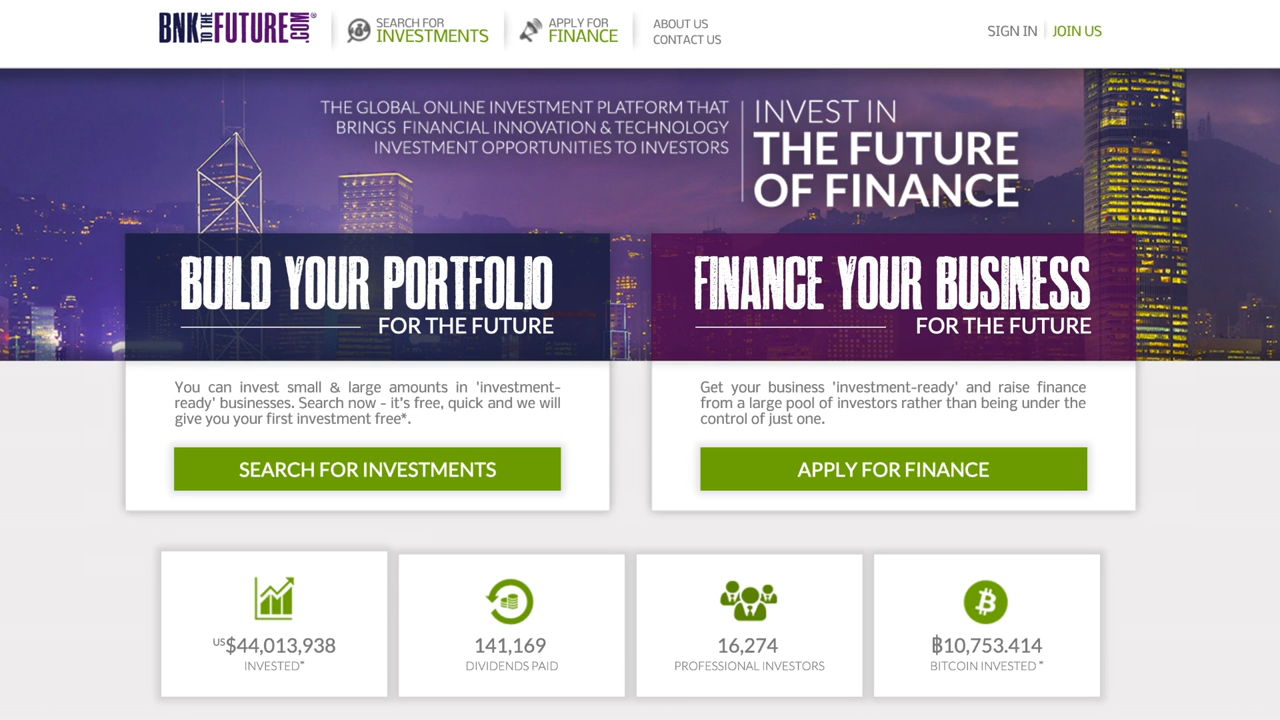 BNK TO THE FUTURE .COM®
SEARCH FOR
INVESTMENTS
APPLY FOR
FINANCE
ABOUT US
CONTACT US
SIGN IN
JOIN US
THE GLOBAL ONLINE INVESTMENT PLATFORM THAT
BRINGS FINANCIAL INNOVATION & TECHNOLOGY
INVESTMENT OPPORTUNITIES TO INVESTORS
INVEST IN
THE FUTURE
OF FINANCE
BUILD YOUR PORTFOLIO
FOR THE FUTURE
You can invest small & large amounts in 'investment-
ready' businesses. Search now - it's free, quick and we will
give you your first investment free*.
SEARCH FOR INVESTMENTS
FINANCE YOUR BUSINESS
FOR THE FUTURE
Get your business 'investment-ready' and raise finance
from a large pool of investors rather than being under the
control of just one.
APPLY FOR FINANCE
US$44,013,938
INVESTED*
141,169
DIVIDENDS PAID
16,274
PROFESSIONAL INVESTORS
฿10,753.414
BITCOIN INVESTED *